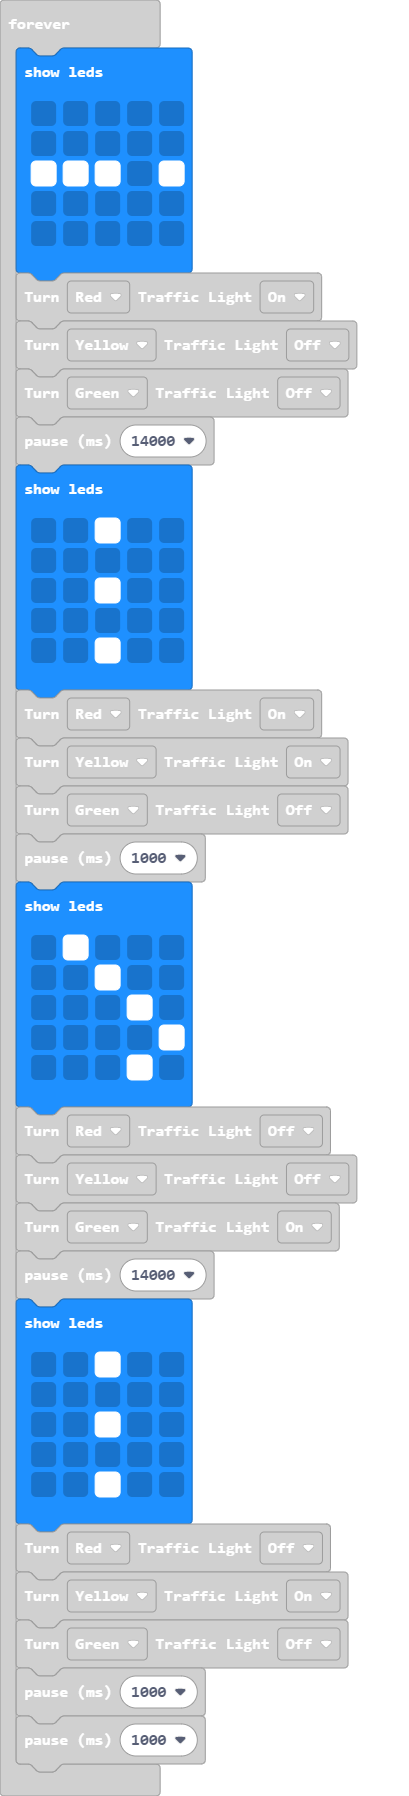 forever
show leds
Turn Red Traffic Light On
Turn Yellow Traffic Light Off
Turn Green Traffic Light Off
pause (ms) 14000
show leds
Turn Red Traffic Light On
Turn Yellow Traffic Light On
Turn Green Traffic Light Off
pause (ms) 1000
show leds
Turn Red Traffic Light Off
Turn Yellow Traffic Light Off
Turn Green Traffic Light On
pause (ms) 14000
show leds
Turn Red Traffic Light Off
Turn Yellow Traffic Light On
Turn Green Traffic Light Off
pause (ms) 1000
pause (ms) 1000